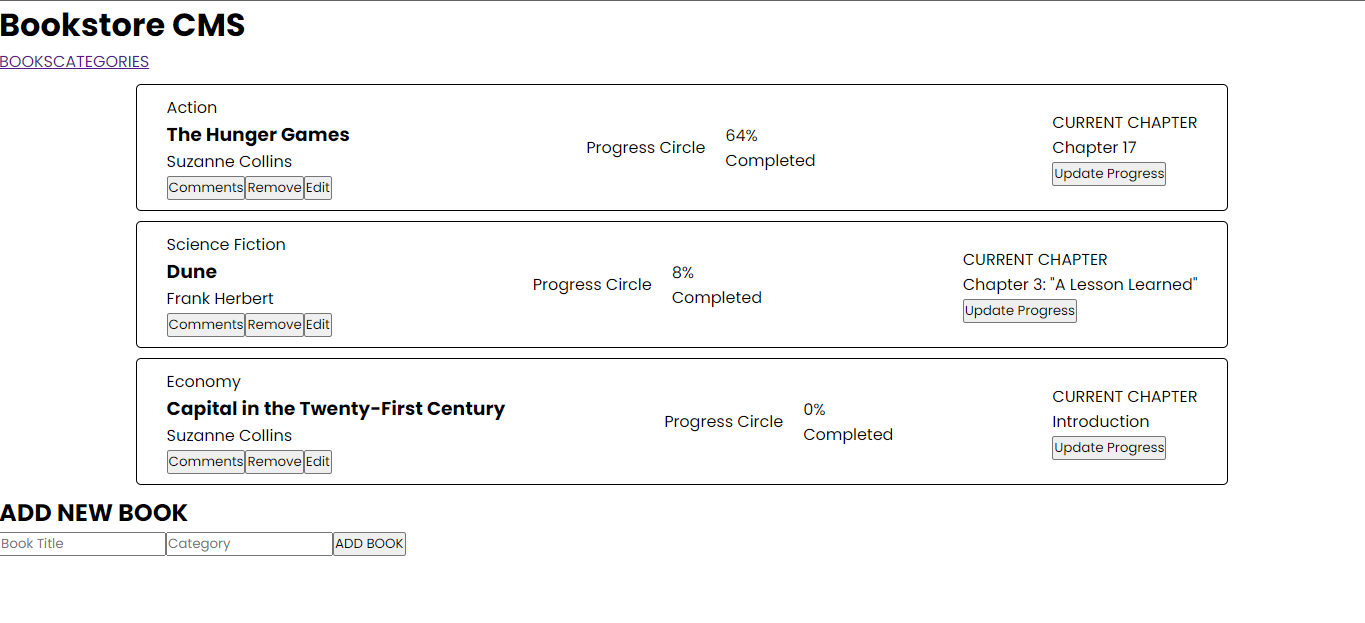 Bookstore CMS
BOOKSCATEGORIES
Action
The Hunger Games
Suzanne Collins
Comments Remove Edit
Progress Circle
64%
Completed
CURRENT CHAPTER
Chapter 17
Update Progress
Science Fiction
Dune
Frank Herbert
Comments Remove Edit
Progress Circle
8%
Completed
CURRENT CHAPTER
Chapter 3: "A Lesson Learned"
Update Progress
Economy
Capital in the Twenty-First Century
Suzanne Collins
Comments Remove Edit
Progress Circle
0%
Completed
CURRENT CHAPTER
Introduction
Update Progress
ADD NEW BOOK
Book Title Category ADD BOOK